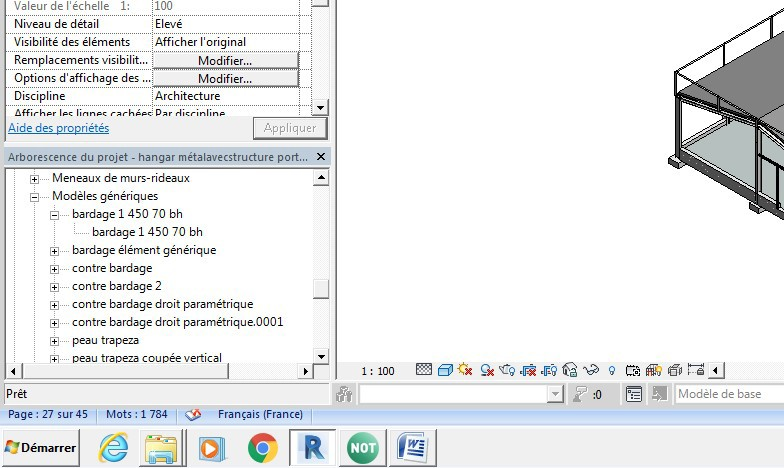 Valeur de l'échelle 1: 100
Niveau de détail Elevé
Visibilité des éléments Afficher l'original
Remplacements visibilit... Modifier...
Options d'affichage des ... Modifier...
Discipline Architecture
Afficher les lignes cachées Par discipline
Aide des propriétés Appliquer
Arborescence du projet - hangar métalavecstructure port...
Meneaux de murs-rideaux
Modèles génériques
bardage 1 450 70 bh
bardage 1 450 70 bh
bardage élément générique
contre bardage
contre bardage 2
contre bardage droit paramétrique
contre bardage droit paramétrique.0001
peau trapeza
peau trapeza coupée vertical
1 : 100
Prêt
:0
Modèle de base
Page : 27 sur 45 Mots : 1 784 Français (France)
Démarrer
R
NOT
W